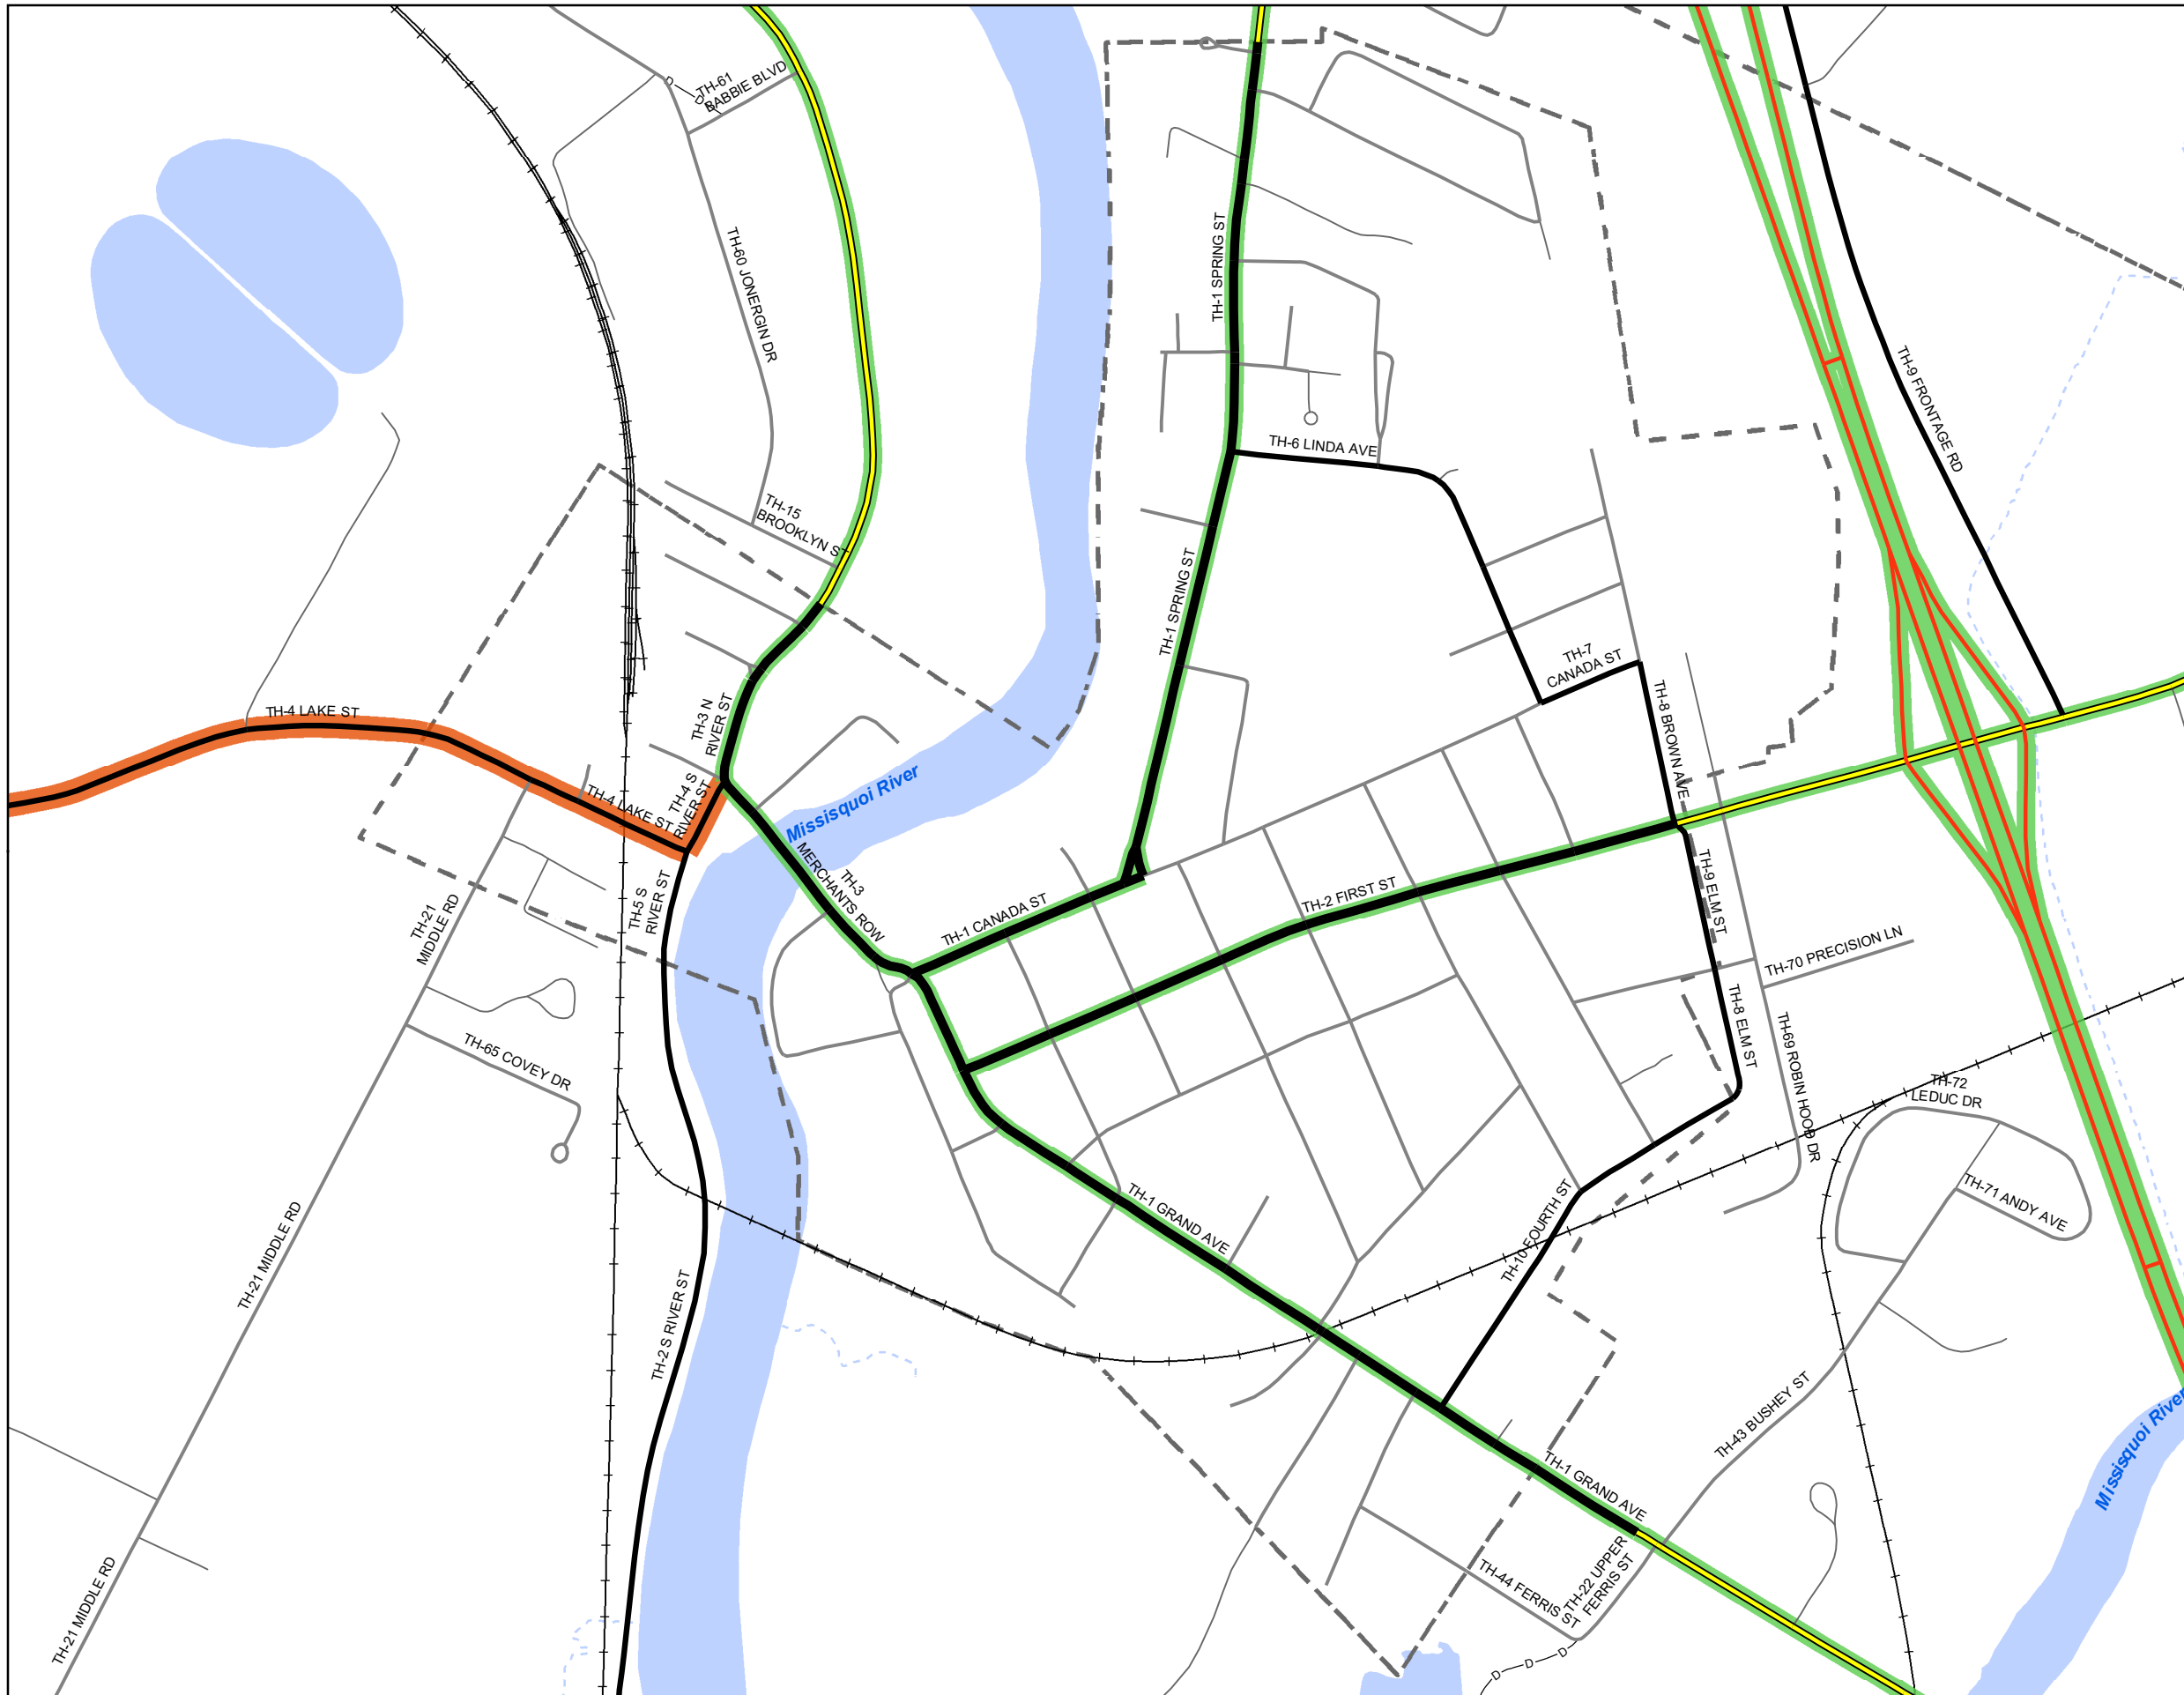 TH-61
BABBIE BLVD
D
D
TH-60 JONERGIN DR
TH-1 SPRING ST
TH-9 FRONTAGE RD
TH-6 LINDA AVE
TH-15
BROOKLYN ST
TH-1 SPRING ST
TH-7
CANADA ST
TH-8 BROWN AVE
TH-3 N
RIVER ST
TH-4 LAKE ST
TH-4 LAKE ST
TH-4 S
RIVER ST
Missisquoi River
TH-3
MERCHANTS ROW
TH-5 S
RIVER ST
TH-21
MIDDLE RD
TH-1 CANADA ST
TH-2 FIRST ST
TH-9 ELM ST
TH-70 PRECISION LN
TH-8 ELM ST
TH-69 ROBIN HOOD DR
TH-65 COVEY DR
TH-72
LEDUC DR
TH-71 ANDY AVE
TH-1 GRAND AVE
TH-10 FOURTH ST
TH-21 MIDDLE RD
TH-2 S RIVER ST
TH-43 BUSHEY ST
Missisquoi River
TH-1 GRAND AVE
TH-22 UPPER
FERRIS ST
TH-44 FERRIS ST
TH-21 MIDDLE RD
D
D
D